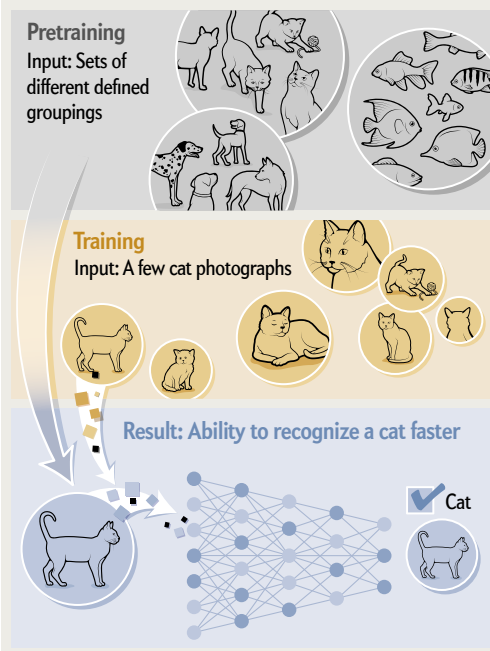 Pretraining
Input: Sets of
different defined
groupings
Training
Input: A few cat photographs
Result: Ability to recognize a cat faster
Cat